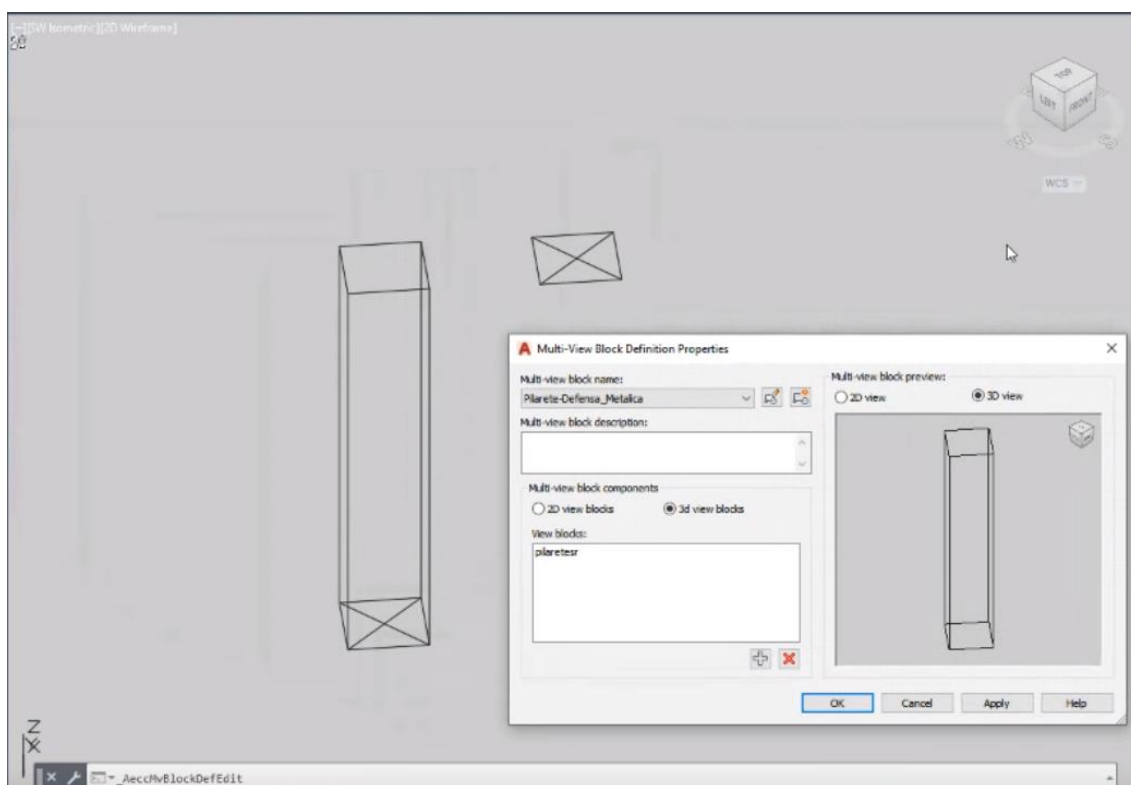 [−][SW Isometric][2D Wireframe]
TOP
LEFT
FRONT
WCS
Multi-View Block Definition Properties
Multi-view block name:
Pilarete-Defensa_Metalica
Multi-view block description:
Multi-view block components
2D view blocks
3d view blocks
View blocks:
pilaretesr
Multi-view block preview:
2D view
3D view
OK
Cancel
Apply
Help
Z
X
_AeccMvBlockDefEdit